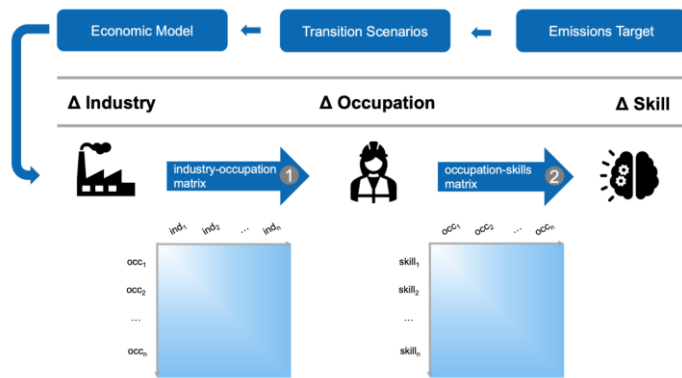 Economic Model
Transition Scenarios
Emissions Target
Δ Industry
Δ Occupation
Δ Skill
industry-occupation
matrix
1
occupation-skills
matrix
2
ind₁ ind₂ ... indₙ
occ₁
occ₂
...
occₙ
occ₁ occ₂ ... occₙ
skill₁
skill₂
...
skillₙ